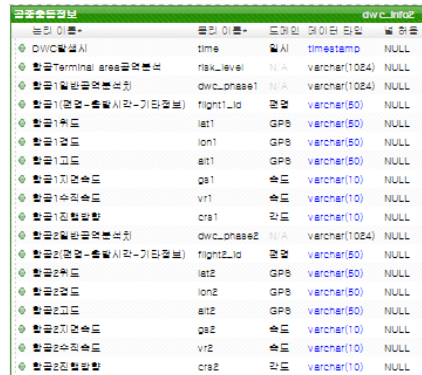 공중충돌정보 dwc_info2
논리 이름 물리 이름 도메인 데이터 타입 널 허용
DWC발생시 time 일시 timestamp NULL
항공Terminal area공역분석 risk_level N/A varchar(1024) NULL
항공1일반공역분석치 dwc_phase1 N/A varchar(1024) NULL
항공1(편명-출발시각-기타정보) flight1_id 편명 varchar(50) NULL
항공1위도 lat1 GPS varchar(50) NULL
항공1경도 lon1 GPS varchar(50) NULL
항공1고도 alt1 GPS varchar(50) NULL
항공1지면속도 gs1 속도 varchar(10) NULL
항공1수직속도 vr1 속도 varchar(10) NULL
항공1진행방향 crs1 각도 varchar(10) NULL
항공2일반공역분석치 dwc_phase2 N/A varchar(1024) NULL
항공2(편명-출발시각-기타정보) flight2_id 편명 varchar(50) NULL
항공2위도 lat2 GPS varchar(50) NULL
항공2경도 lon2 GPS varchar(50) NULL
항공2고도 alt2 GPS varchar(50) NULL
항공2지면속도 gs2 속도 varchar(10) NULL
항공2수직속도 vr2 속도 varchar(10) NULL
항공2진행방향 crs2 각도 varchar(10) NULL